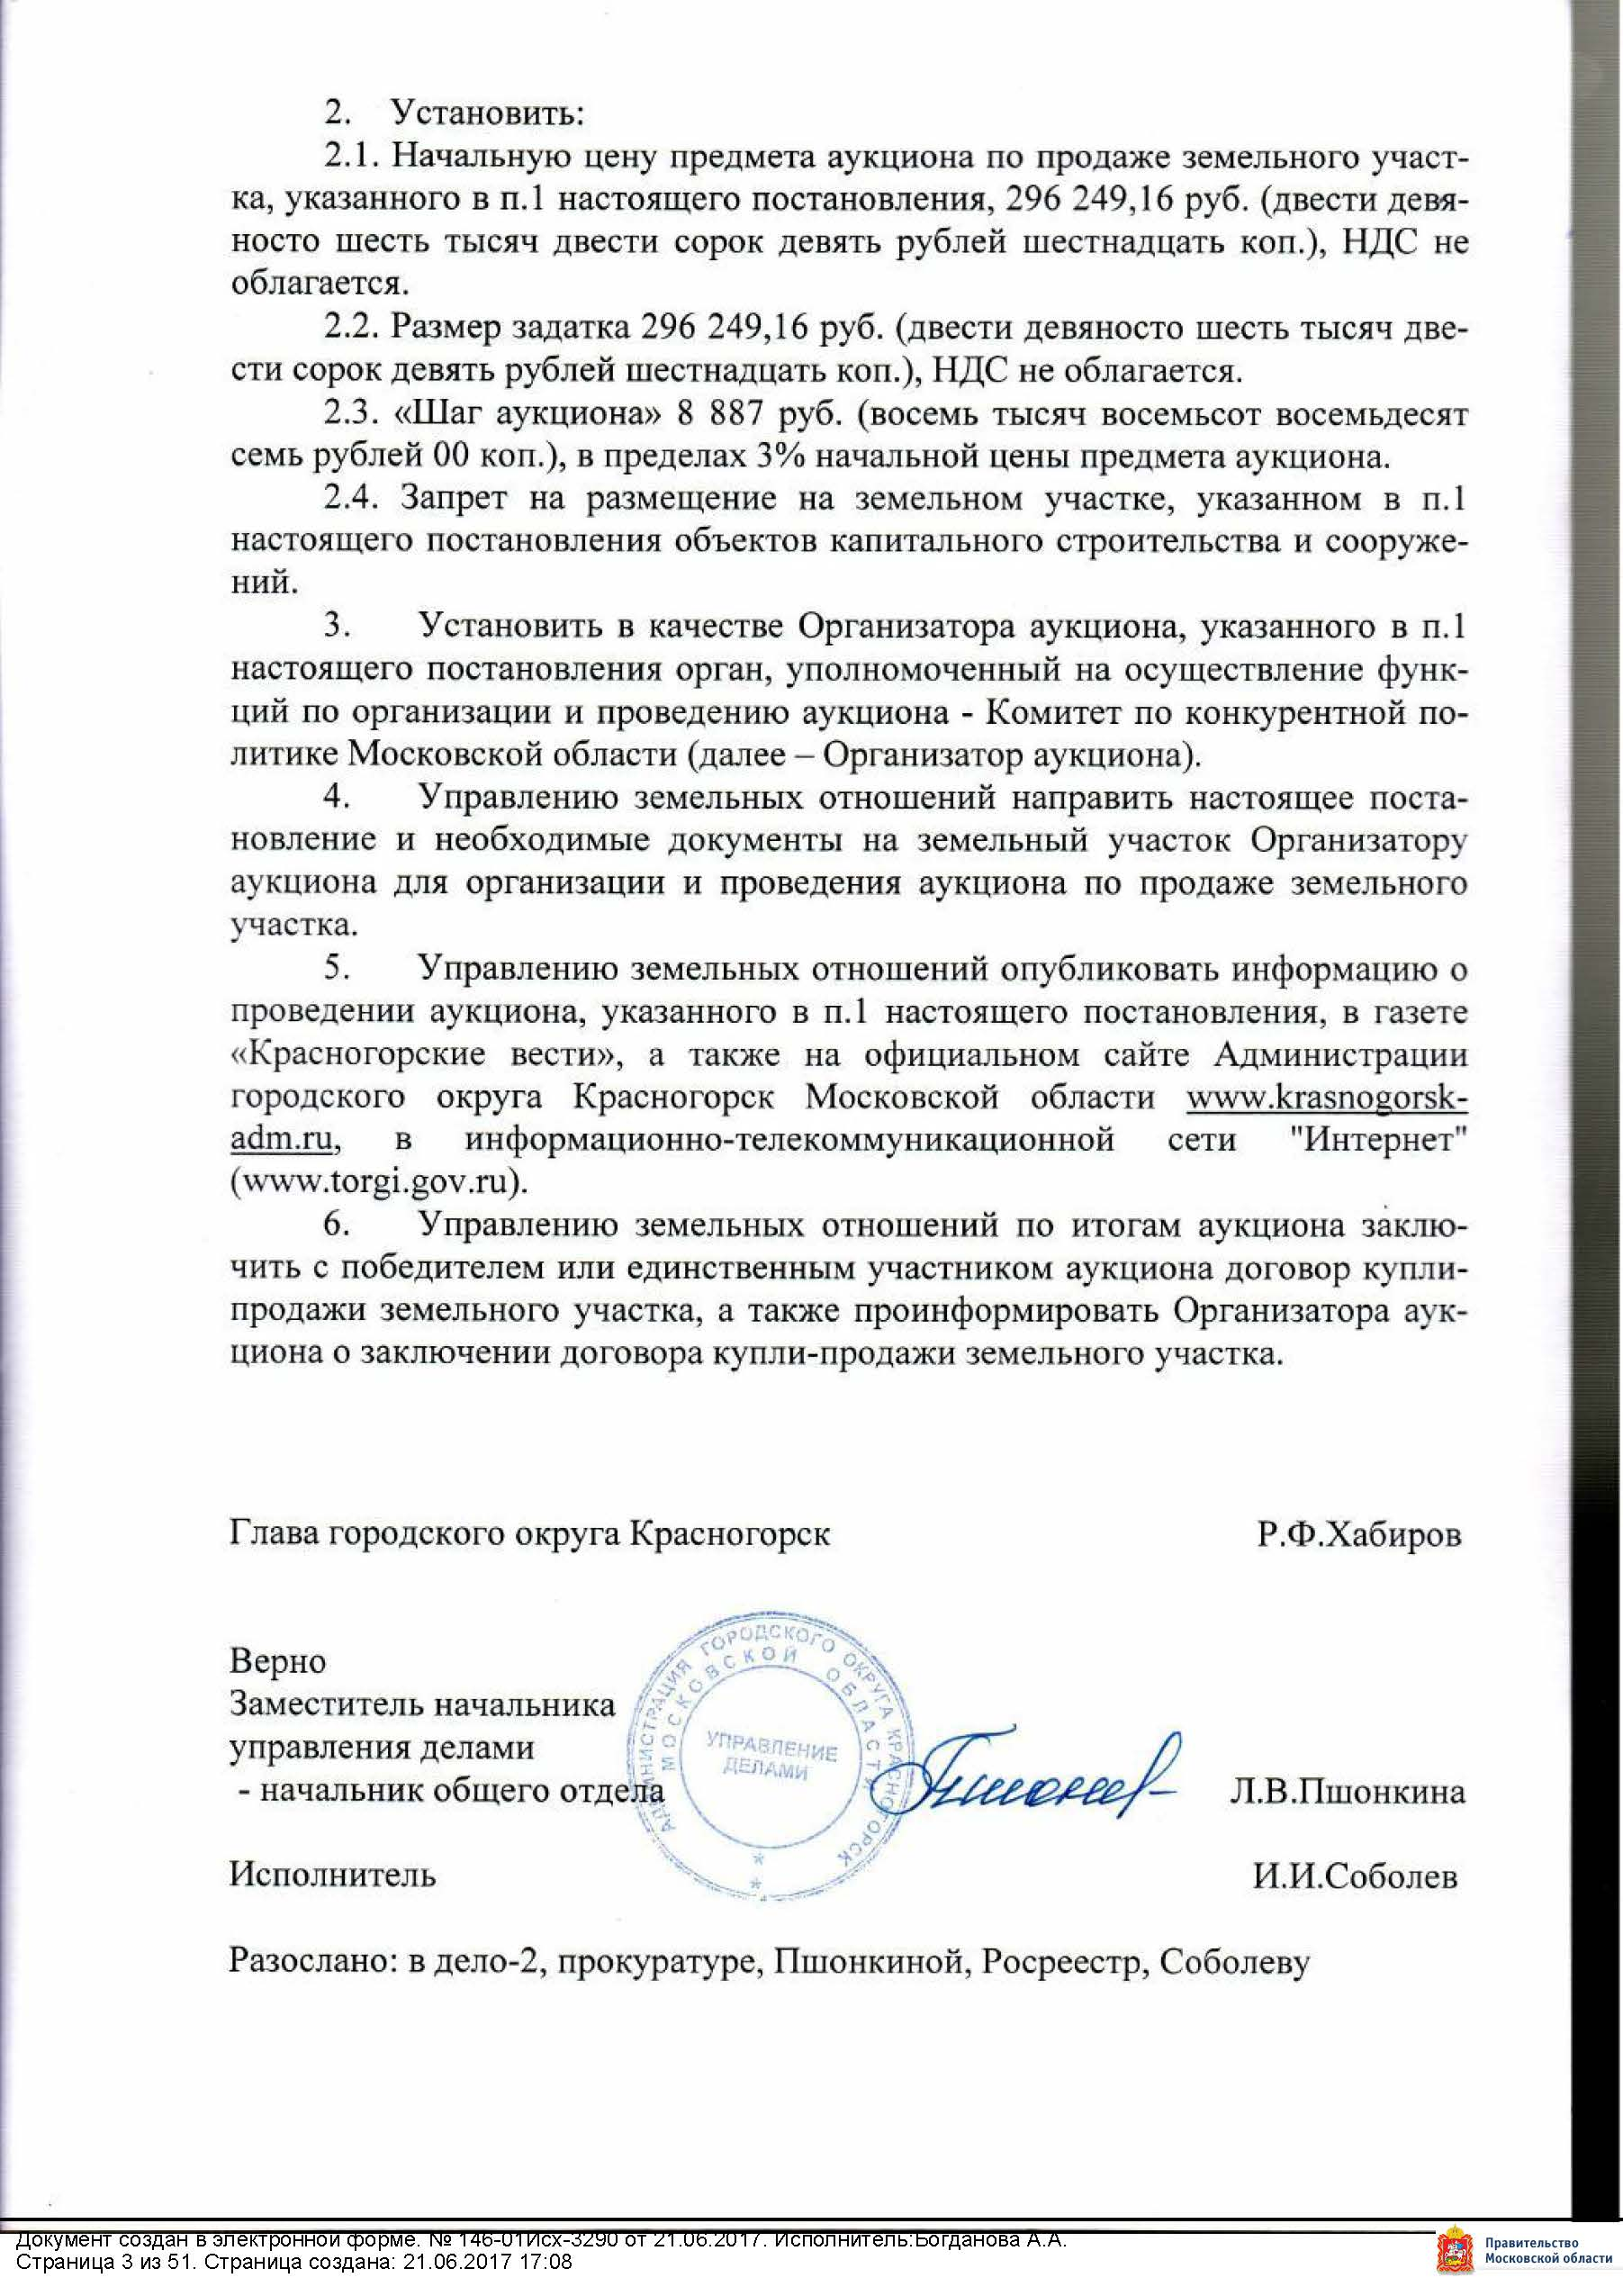 2. Установить:
2.1. Начальную цену предмета аукциона по продаже земельного участ-
ка, указанного в п.1 настоящего постановления, 296 249,16 руб. (двести девя-
носто шесть тысяч двести сорок девять рублей шестнадцать коп.), НДС не
облагается.
2.2. Размер задатка 296 249,16 руб. (двести девяносто шесть тысяч две-
сти сорок девять рублей шестнадцать коп.), НДС не облагается.
2.3. «Шаг аукциона» 8 887 руб. (восемь тысяч восемьсот восемьдесят
семь рублей 00 коп.), в пределах 3% начальной цены предмета аукциона.
2.4. Запрет на размещение на земельном участке, указанном в п.1
настоящего постановления объектов капитального строительства и сооруже-
ний.
3. Установить в качестве Организатора аукциона, указанного в п.1
настоящего постановления орган, уполномоченный на осуществление функ-
ций по организации и проведению аукциона - Комитет по конкурентной по-
литике Московской области (далее – Организатор аукциона).
4. Управлению земельных отношений направить настоящее поста-
новление и необходимые документы на земельный участок Организатору
аукциона для организации и проведения аукциона по продаже земельного
участка.
5. Управлению земельных отношений опубликовать информацию о
проведении аукциона, указанного в п.1 настоящего постановления, в газете
«Красногорские вести», а также на официальном сайте Администрации
городского округа Красногорск Московской области www.krasnogorsk-
adm.ru, в информационно-телекоммуникационной сети "Интернет"
(www.torgi.gov.ru).
6. Управлению земельных отношений по итогам аукциона заклю-
чить с победителем или единственным участником аукциона договор купли-
продажи земельного участка, а также проинформировать Организатора аук-
циона о заключении договора купли-продажи земельного участка.
Глава городского округа Красногорск Р.Ф.Хабиров
Верно
Заместитель начальника
управления делами
- начальник общего отдела Л.В.Пшонкина
АДМИНИСТРАЦИЯ ГОРОДСКОГО ОКРУГА КРАСНОГОРСК
МОСКОВСКОЙ ОБЛАСТИ
УПРАВЛЕНИЕ
ДЕЛАМИ
Исполнитель И.И.Соболев
Разослано: в дело-2, прокуратуре, Пшонкиной, Росреестр, Соболеву
Документ создан в электронной форме. № 146-01Исх-3290 от 21.06.2017. Исполнитель:Богданова А.А.
Страница 3 из 51. Страница создана: 21.06.2017 17:08
Правительство
Московской области